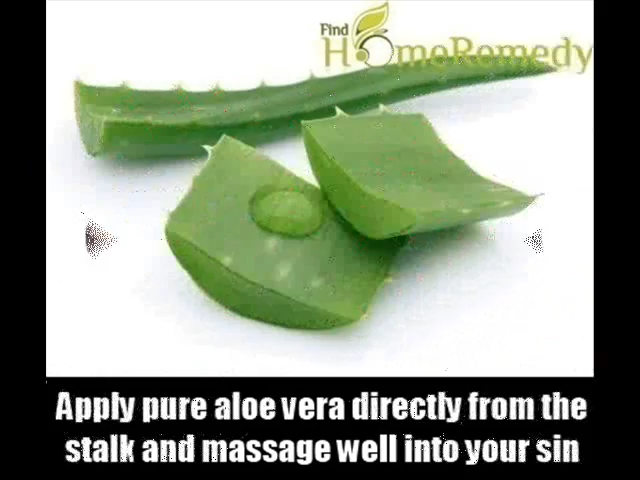 Find
HomeRemedy
Apply pure aloe vera directly from the
stalk and massage well into your sin